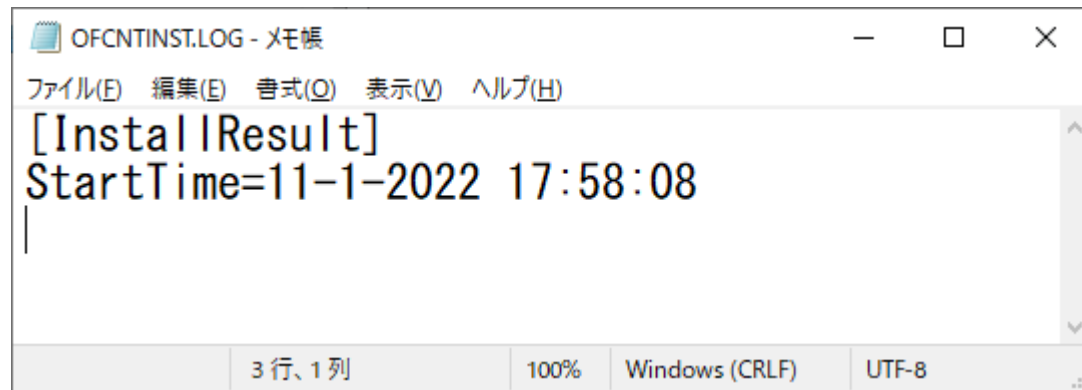 OFCNTINST.LOG - メモ帳
ファイル(F) 編集(E) 書式(O) 表示(V) ヘルプ(H)
[InstallResult]
StartTime=11-1-2022 17:58:08
3 行、1 列 100% Windows (CRLF) UTF-8